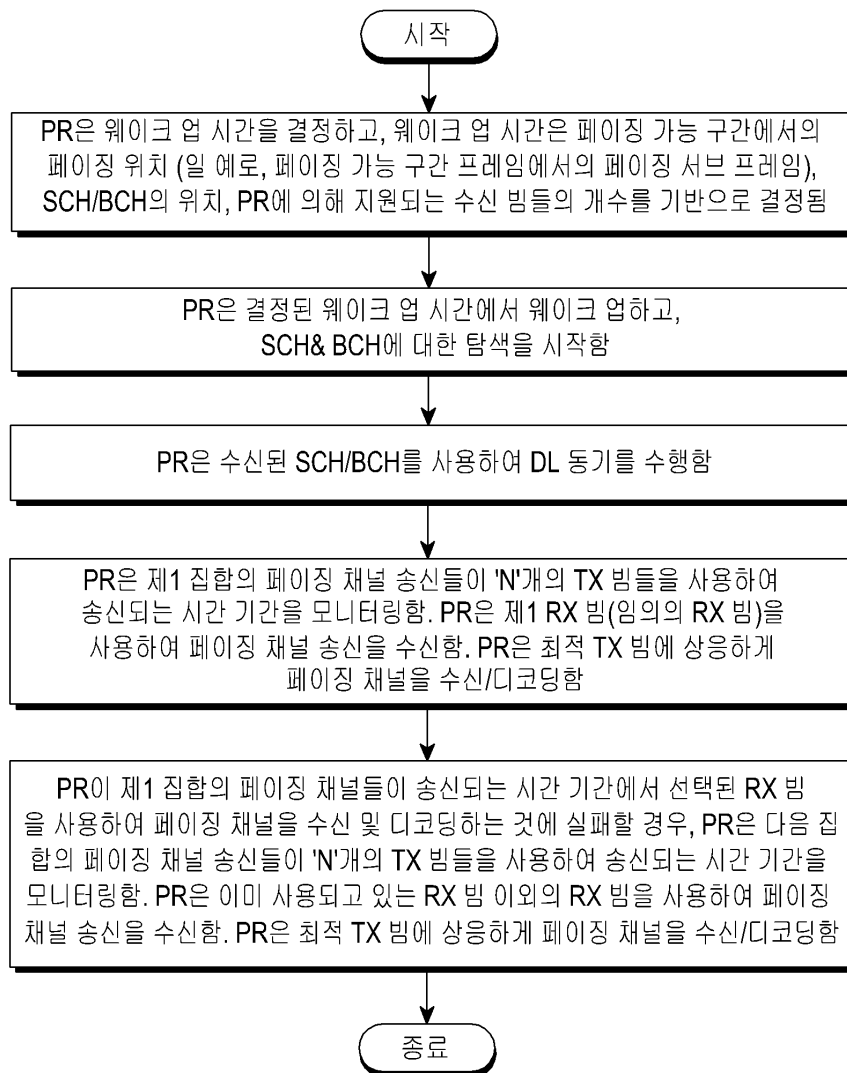 시작
PR은 웨이크 업 시간을 결정하고, 웨이크 업 시간은 페이징 가능 구간에서의
페이징 위치 (일 예로, 페이징 가능 구간 프레임에서의 페이징 서브 프레임),
SCH/BCH의 위치, PR에 의해 지원되는 수신 빔들의 개수를 기반으로 결정됨
PR은 결정된 웨이크 업 시간에서 웨이크 업하고,
SCH& BCH에 대한 탐색을 시작함
PR은 수신된 SCH/BCH를 사용하여 DL 동기를 수행함
PR은 제1 집합의 페이징 채널 송신들이 'N'개의 TX 빔들을 사용하여
송신되는 시간 기간을 모니터링함. PR은 제1 RX 빔(임의의 RX 빔)을
사용하여 페이징 채널 송신을 수신함. PR은 최적 TX 빔에 상응하게
페이징 채널을 수신/디코딩함
PR이 제1 집합의 페이징 채널들이 송신되는 시간 기간에서 선택된 RX 빔
을 사용하여 페이징 채널을 수신 및 디코딩하는 것에 실패할 경우, PR은 다음 집
합의 페이징 채널 송신들이 'N'개의 TX 빔들을 사용하여 송신되는 시간 기간을
모니터링함. PR은 이미 사용되고 있는 RX 빔 이외의 RX 빔을 사용하여 페이징
채널 송신을 수신함. PR은 최적 TX 빔에 상응하게 페이징 채널을 수신/디코딩함
종료